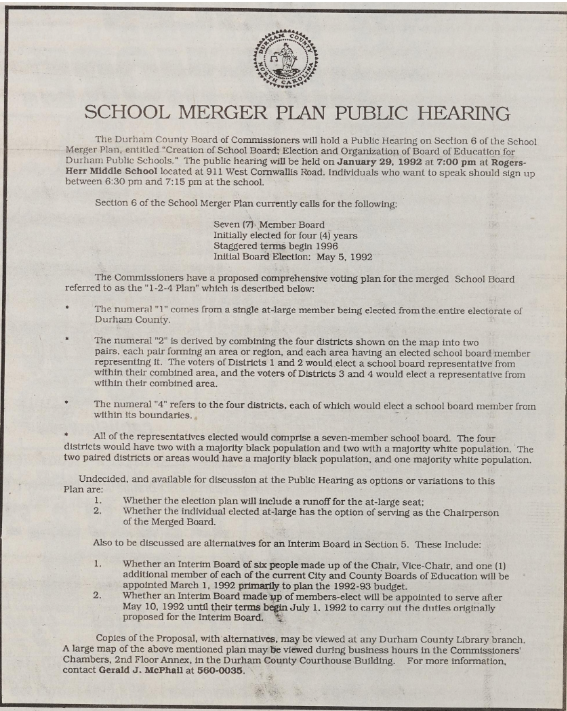 DURHAM COUNTY
NORTH CAROLINA
SCHOOL MERGER PLAN PUBLIC HEARING
The Durham County Board of Commissioners will hold a Public Hearing on Section 6 of the School
Merger Plan, entitled "Creation of School Board: Election and Organization of Board of Education for
Durham Public Schools." The public hearing will be held on January 29, 1992 at 7:00 pm at Rogers-
Herr Middle School located at 911 West Cornwallis Road. Individuals who want to speak should sign up
between 6:30 pm and 7:15 pm at the school.
Section 6 of the School Merger Plan currently calls for the following:
Seven (7) Member Board
Initially elected for four (4) years
Staggered terms begin 1996
Initial Board Election: May 5, 1992
The Commissioners have a proposed comprehensive voting plan for the merged School Board
referred to as the "1-2-4 Plan" which is described below:
* The numeral "1" comes from a single at-large member being elected from the entire electorate of
Durham County.
* The numeral "2" is derived by combining the four districts shown on the map into two
pairs, each pair forming an area or region, and each area having an elected school board member
representing it. The voters of Districts 1 and 2 would elect a school board representative from
within their combined area, and the voters of Districts 3 and 4 would elect a representative from
within their combined area.
* The numeral "4" refers to the four districts, each of which would elect a school board member from
within its boundaries.
* All of the representatives elected would comprise a seven-member school board. The four
districts would have two with a majority black population and two with a majority white population. The
two paired districts or areas would have a majority black population, and one majority white population.
Undecided, and available for discussion at the Public Hearing as options or variations to this
Plan are:
1. Whether the election plan will include a runoff for the at-large seat;
2. Whether the individual elected at-large has the option of serving as the Chairperson
of the Merged Board.
Also to be discussed are alternatives for an Interim Board in Section 5. These Include:
1. Whether an Interim Board of six people made up of the Chair, Vice-Chair, and one (1)
additional member of each of the current City and County Boards of Education will be
appointed March 1, 1992 primarily to plan the 1992-93 budget.
2. Whether an Interim Board made up of members-elect will be appointed to serve after
May 10, 1992 until their terms begin July 1, 1992 to carry out the duties originally
proposed for the Interim Board.
Copies of the Proposal, with alternatives, may be viewed at any Durham County Library branch.
A large map of the above mentioned plan may be viewed during business hours in the Commissioners'
Chambers, 2nd Floor Annex, in the Durham County Courthouse Building. For more information,
contact Gerald J. McPhail at 560-0035.